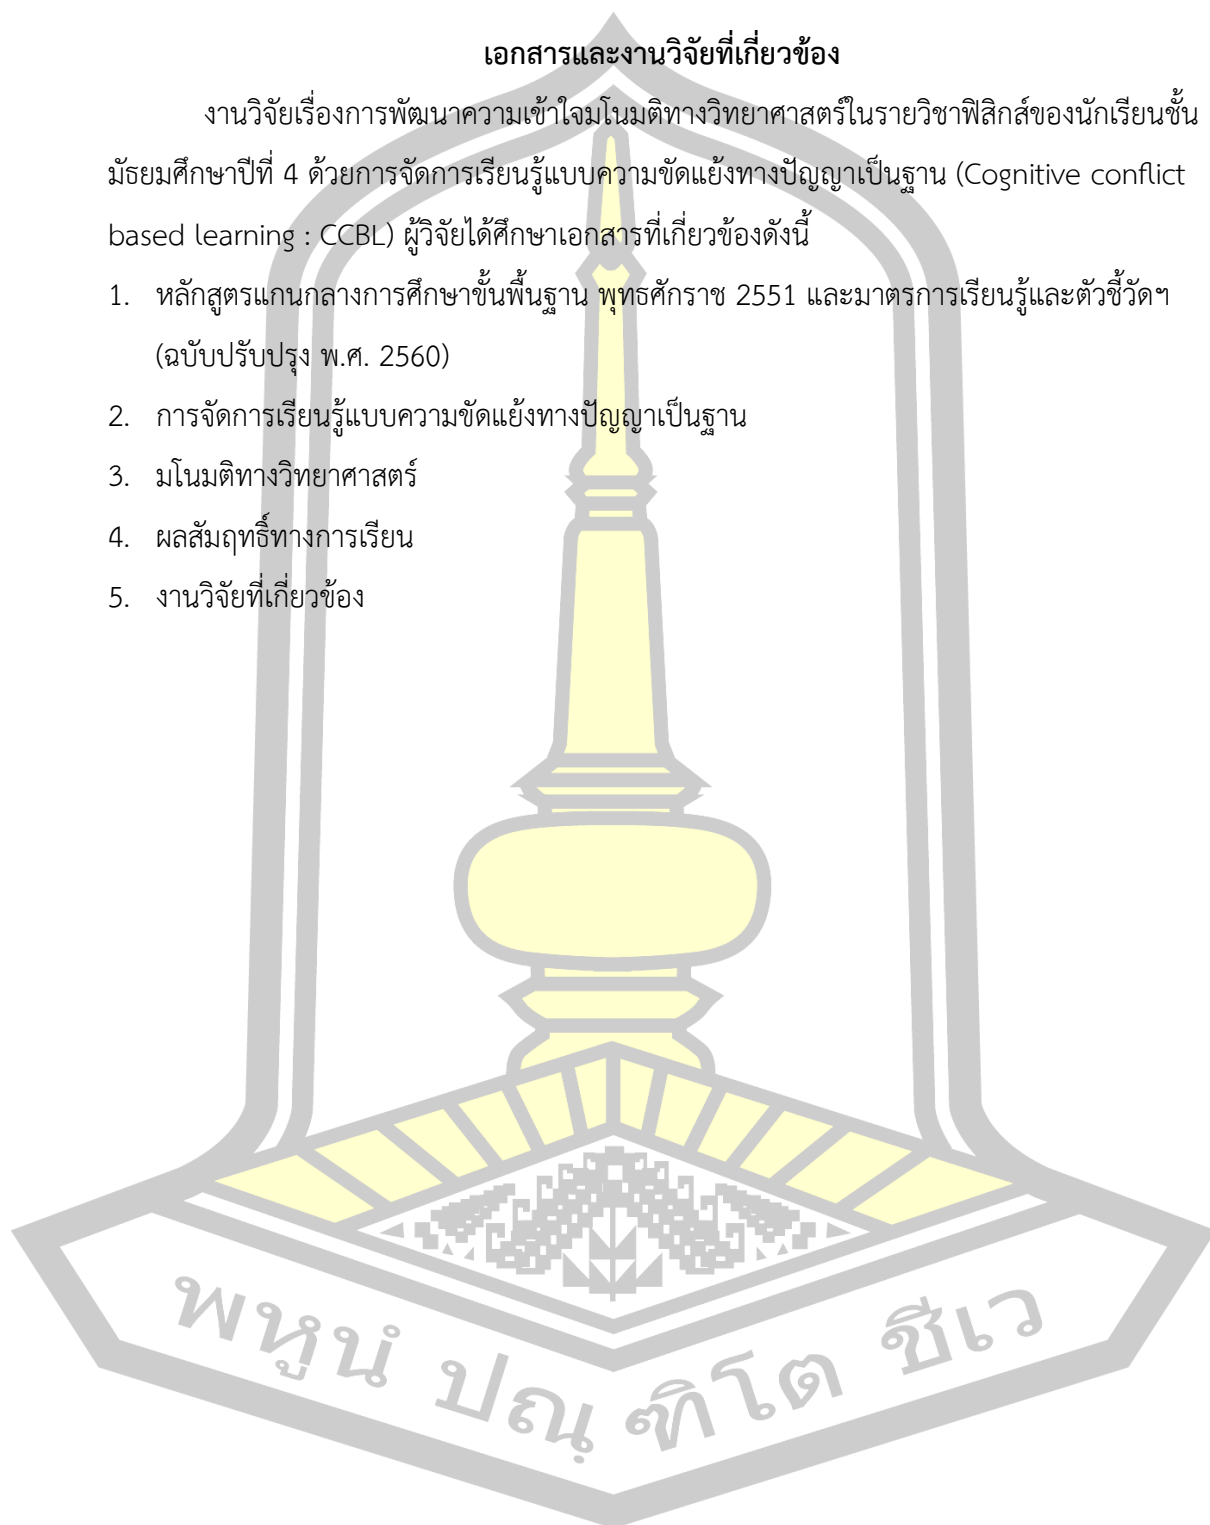 เอกสารและงานวิจัยที่เกี่ยวข้อง
งานวิจัยเรื่องการพัฒนาความเข้าใจมโนมติทางวิทยาศาสตร์ในรายวิชาฟิสิกส์ของนักเรียนชั้น
มัธยมศึกษาปีที่ 4 ด้วยการจัดการเรียนรู้แบบความขัดแย้งทางปัญญาเป็นฐาน (Cognitive conflict
based learning : CCBL) ผู้วิจัยได้ศึกษาเอกสารที่เกี่ยวข้องดังนี้
1. หลักสูตรแกนกลางการศึกษาขั้นพื้นฐาน พุทธศักราช 2551 และมาตรการเรียนรู้และตัวชี้วัดฯ
(ฉบับปรับปรุง พ.ศ. 2560)
2. การจัดการเรียนรู้แบบความขัดแย้งทางปัญญาเป็นฐาน
3. มโนมติทางวิทยาศาสตร์
4. ผลสัมฤทธิ์ทางการเรียน
5. งานวิจัยที่เกี่ยวข้อง
พหูนํ ปณฺฑิโต ชีเว